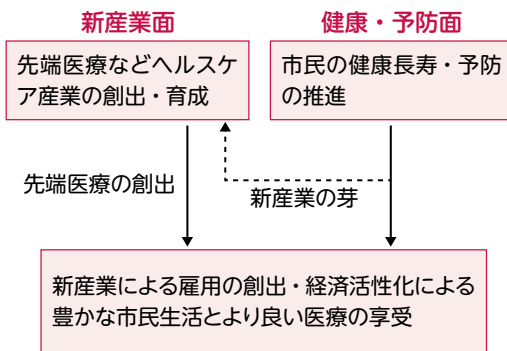 新産業面
健康・予防面
先端医療などヘルスケ
ア産業の創出・育成
市民の健康長寿・予防
の推進
先端医療の創出
新産業の芽
新産業による雇用の創出・経済活性化による
豊かな市民生活とより良い医療の享受